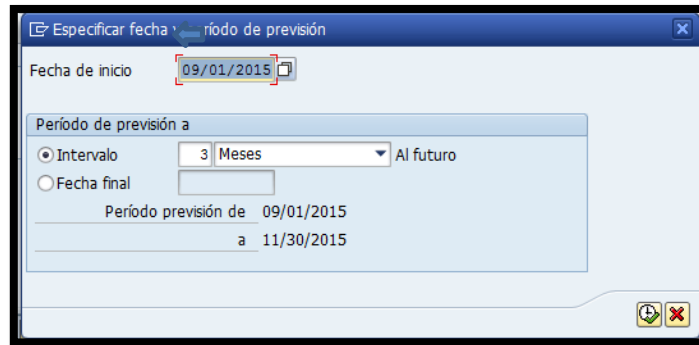 Especificar fecha y período de previsión
Fecha de inicio 09/01/2015
Período de previsión a
Intervalo 3 Meses Al futuro
Fecha final
Período previsión de 09/01/2015
a 11/30/2015